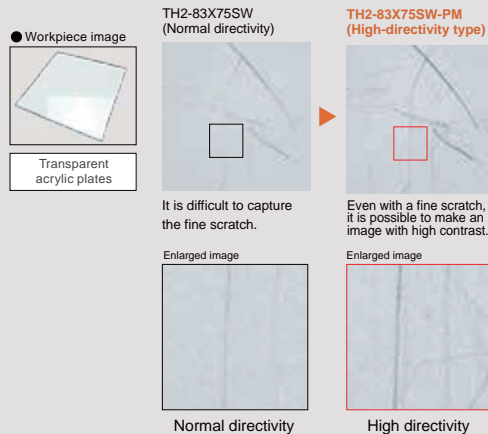 ● Workpiece image
Transparent
acrylic plates
TH2-83X75SW
(Normal directivity)
It is difficult to capture
the fine scratch.
Enlarged image
Normal directivity
TH2-83X75SW-PM
(High-directivity type)
Even with a fine scratch,
it is possible to make an
image with high contrast.
Enlarged image
High directivity